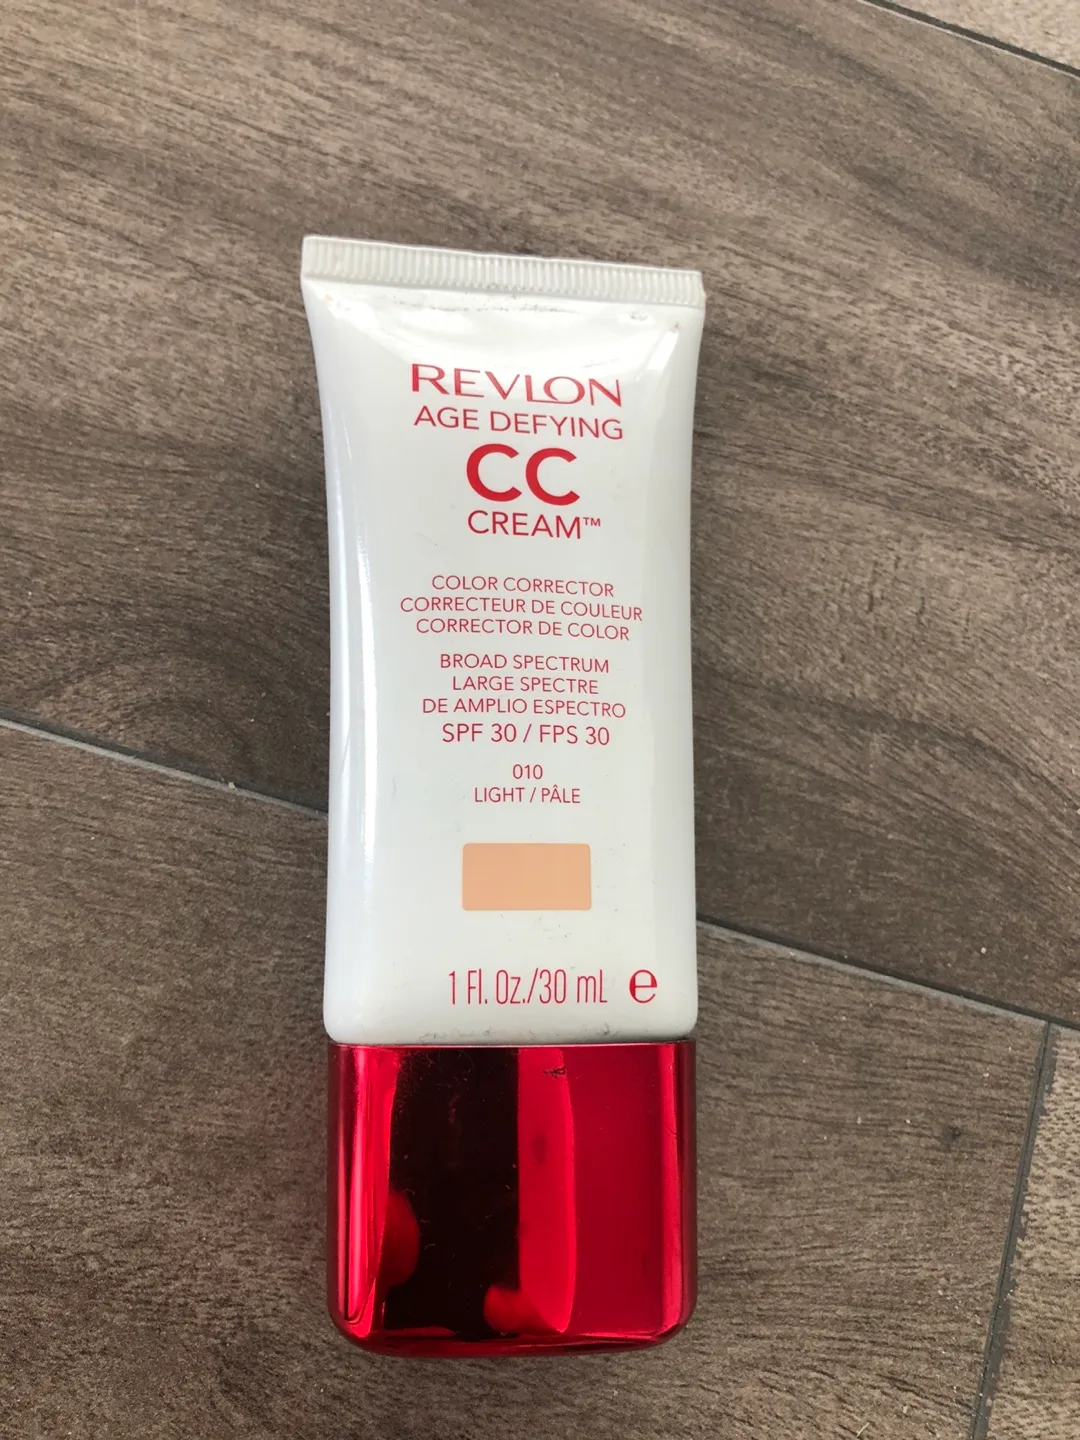 REVLON
AGE DEFYING
CC
CREAM™
COLOR CORRECTOR
CORRECTEUR DE COULEUR
CORRECTOR DE COLOR
BROAD SPECTRUM
LARGE SPECTRE
DE AMPLIO ESPECTRO
SPF 30 / FPS 30
010
LIGHT / PÂLE
1 Fl. Oz./30 mL e